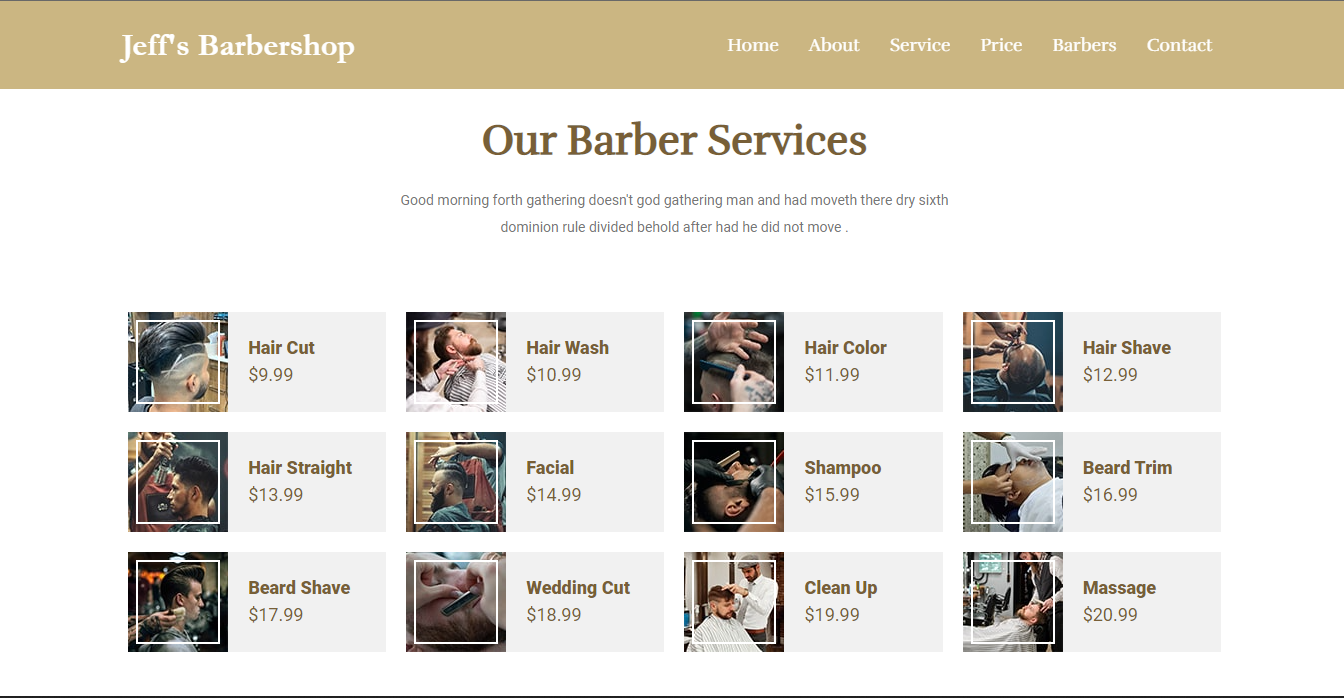 Jeff's Barbershop
Home About Service Price Barbers Contact
Our Barber Services
Good morning forth gathering doesn't god gathering man and had moveth there dry sixth
dominion rule divided behold after had he did not move .
Hair Cut
$9.99
Hair Wash
$10.99
Hair Color
$11.99
Hair Shave
$12.99
Hair Straight
$13.99
Facial
$14.99
Shampoo
$15.99
Beard Trim
$16.99
Beard Shave
$17.99
Wedding Cut
$18.99
Clean Up
$19.99
Massage
$20.99